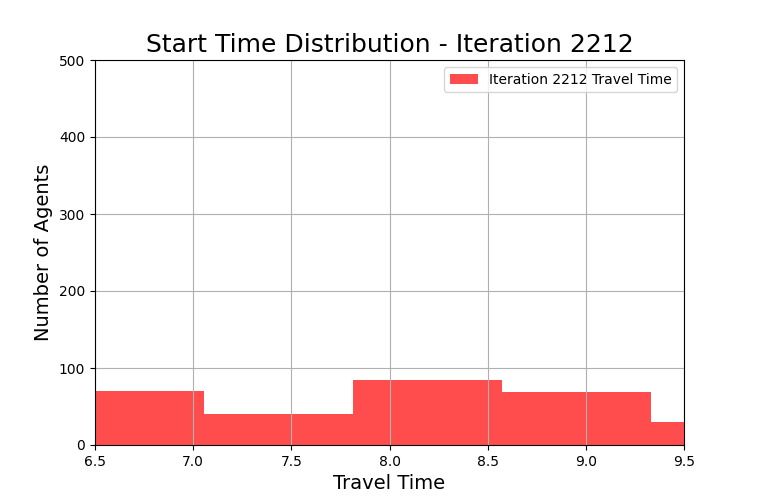 Start Time Distribution - Iteration 2212
Iteration 2212 Travel Time
Number of Agents
500
400
300
200
100
0
6.5 7.0 7.5 8.0 8.5 9.0 9.5
Travel Time